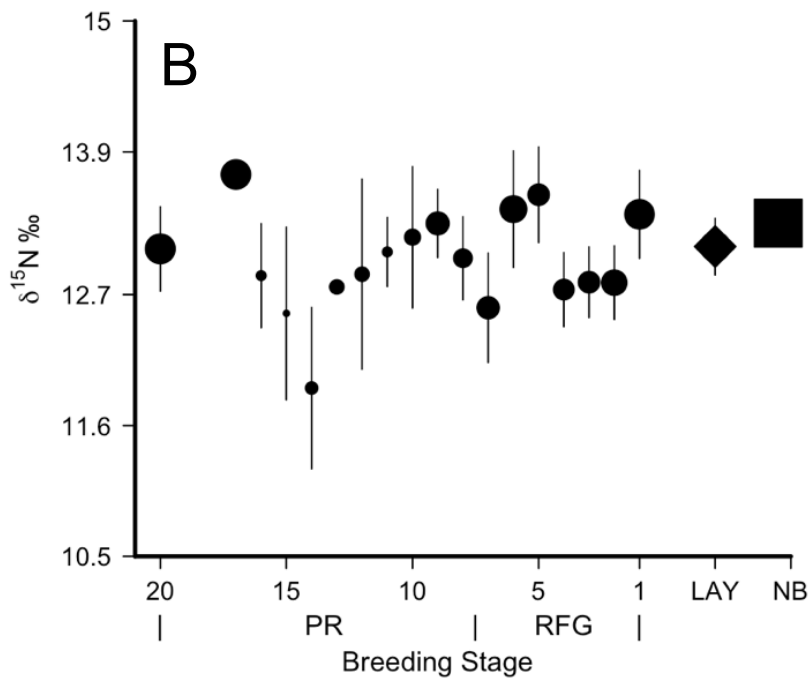 B
15
13.9
12.7
11.6
10.5
δ¹⁵N ‰
20 15 10 5 1 LAY NB
| PR | RFG |
Breeding Stage